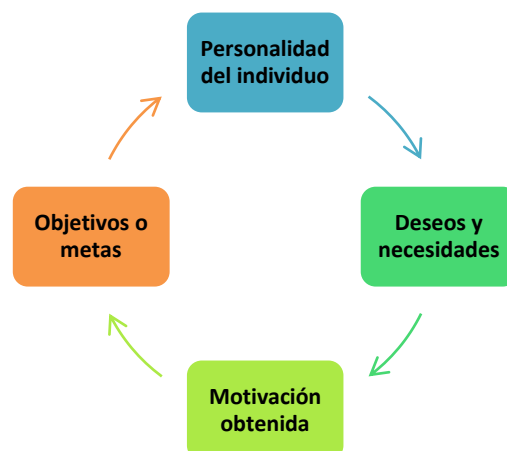 Personalidad
del individuo
Deseos y
necesidades
Motivación
obtenida
Objetivos o
metas